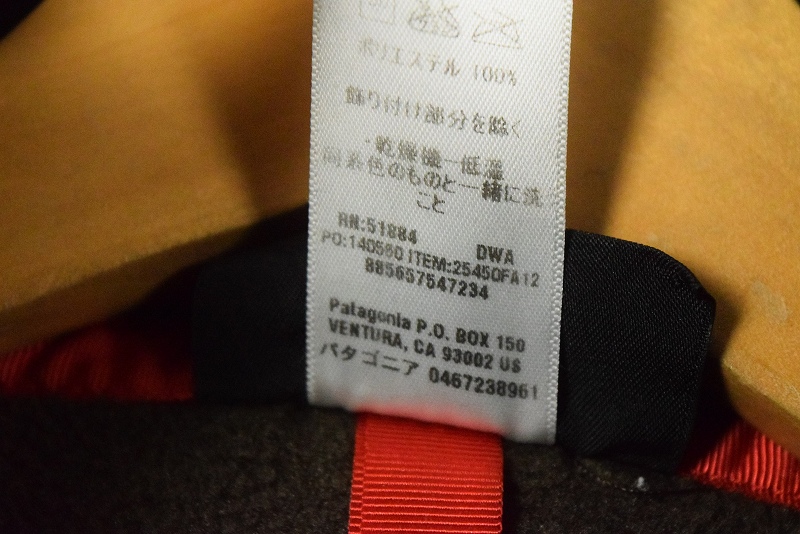 ポリエステル 100%
飾り付け部分を除く
・乾燥機一低温
同系色のものと一緒に洗
こと
RN:51884 DWA
PO:140580 ITEM:25450FA12
885657547234
Patagonia P.O. BOX 150
VENTURA, CA 93002 US
パタゴニア 0467238961